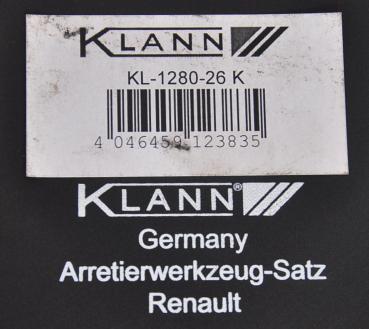 KLANN
KL-1280-26 K
4 046459 123835
KLANN®
Germany
Arretierwerkzeug-Satz
Renault